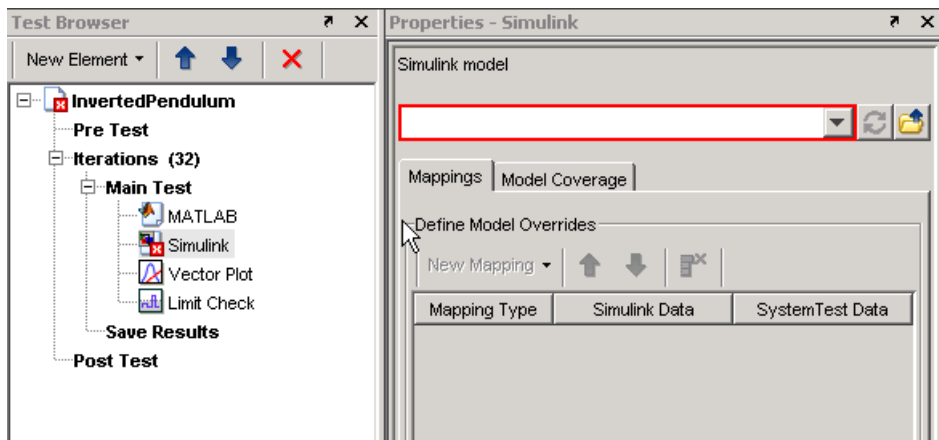 Test Browser
New Element
InvertedPendulum
Pre Test
Iterations (32)
Main Test
MATLAB
Simulink
Vector Plot
Limit Check
Save Results
Post Test
Properties - Simulink
Simulink model
Mappings
Model Coverage
Define Model Overrides
New Mapping
Mapping Type
Simulink Data
SystemTest Data